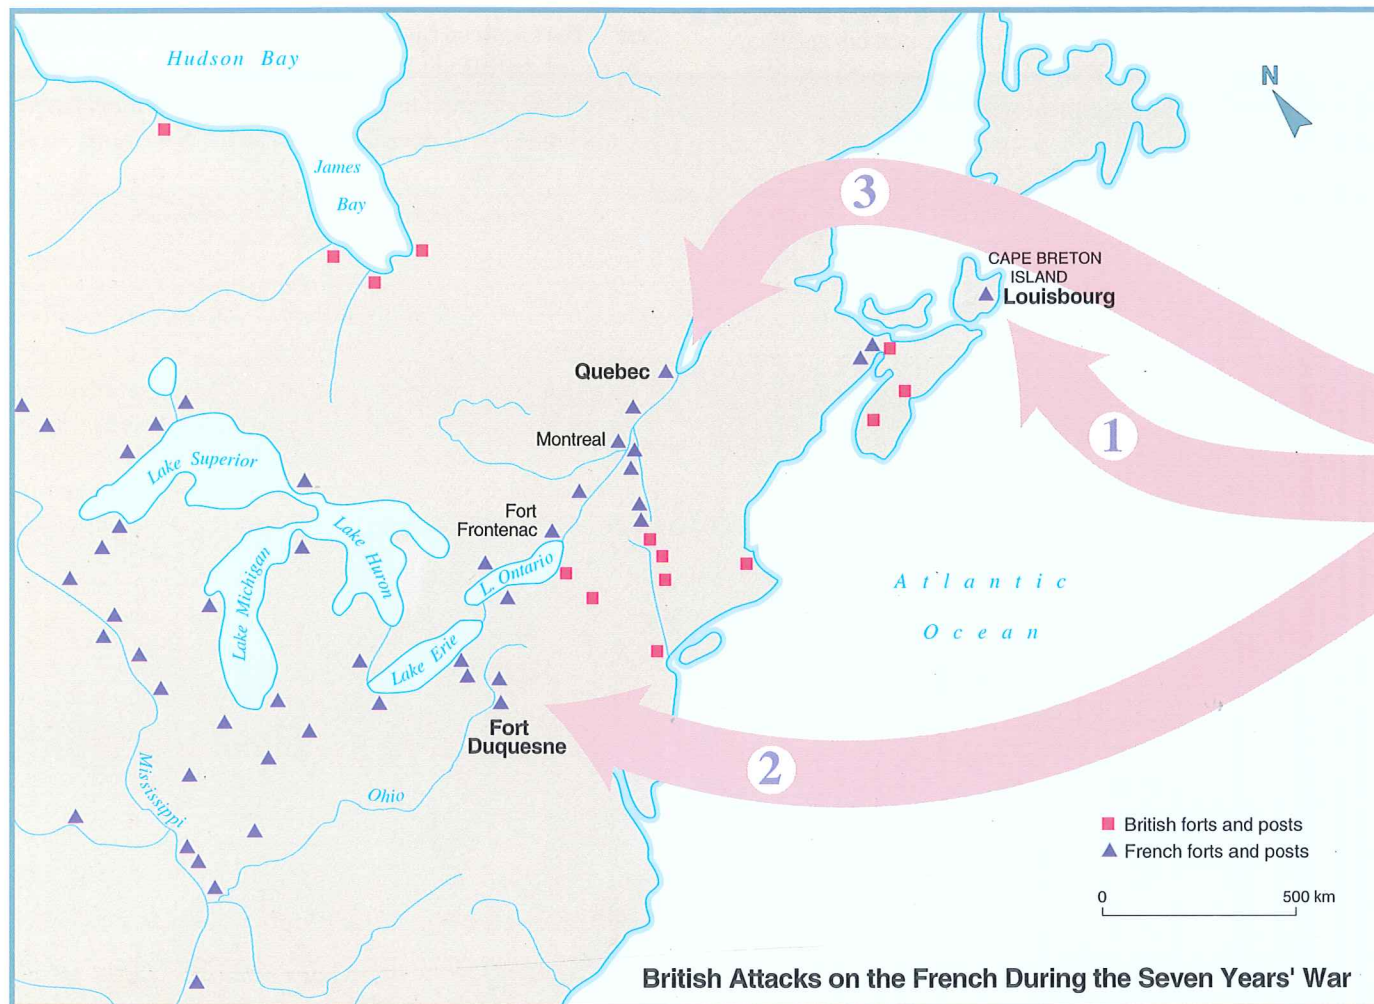 Hudson Bay
N
James
Bay
3
CAPE BRETON
ISLAND
Louisbourg
Quebec
Montreal
1
Lake Superior
Fort
Frontenac
Lake Huron
Lake Michigan
L. Ontario
Atlantic
Ocean
Lake Erie
Fort
Duquesne
2
Mississippi
Ohio
British forts and posts
French forts and posts
0 500 km
British Attacks on the French During the Seven Years' War